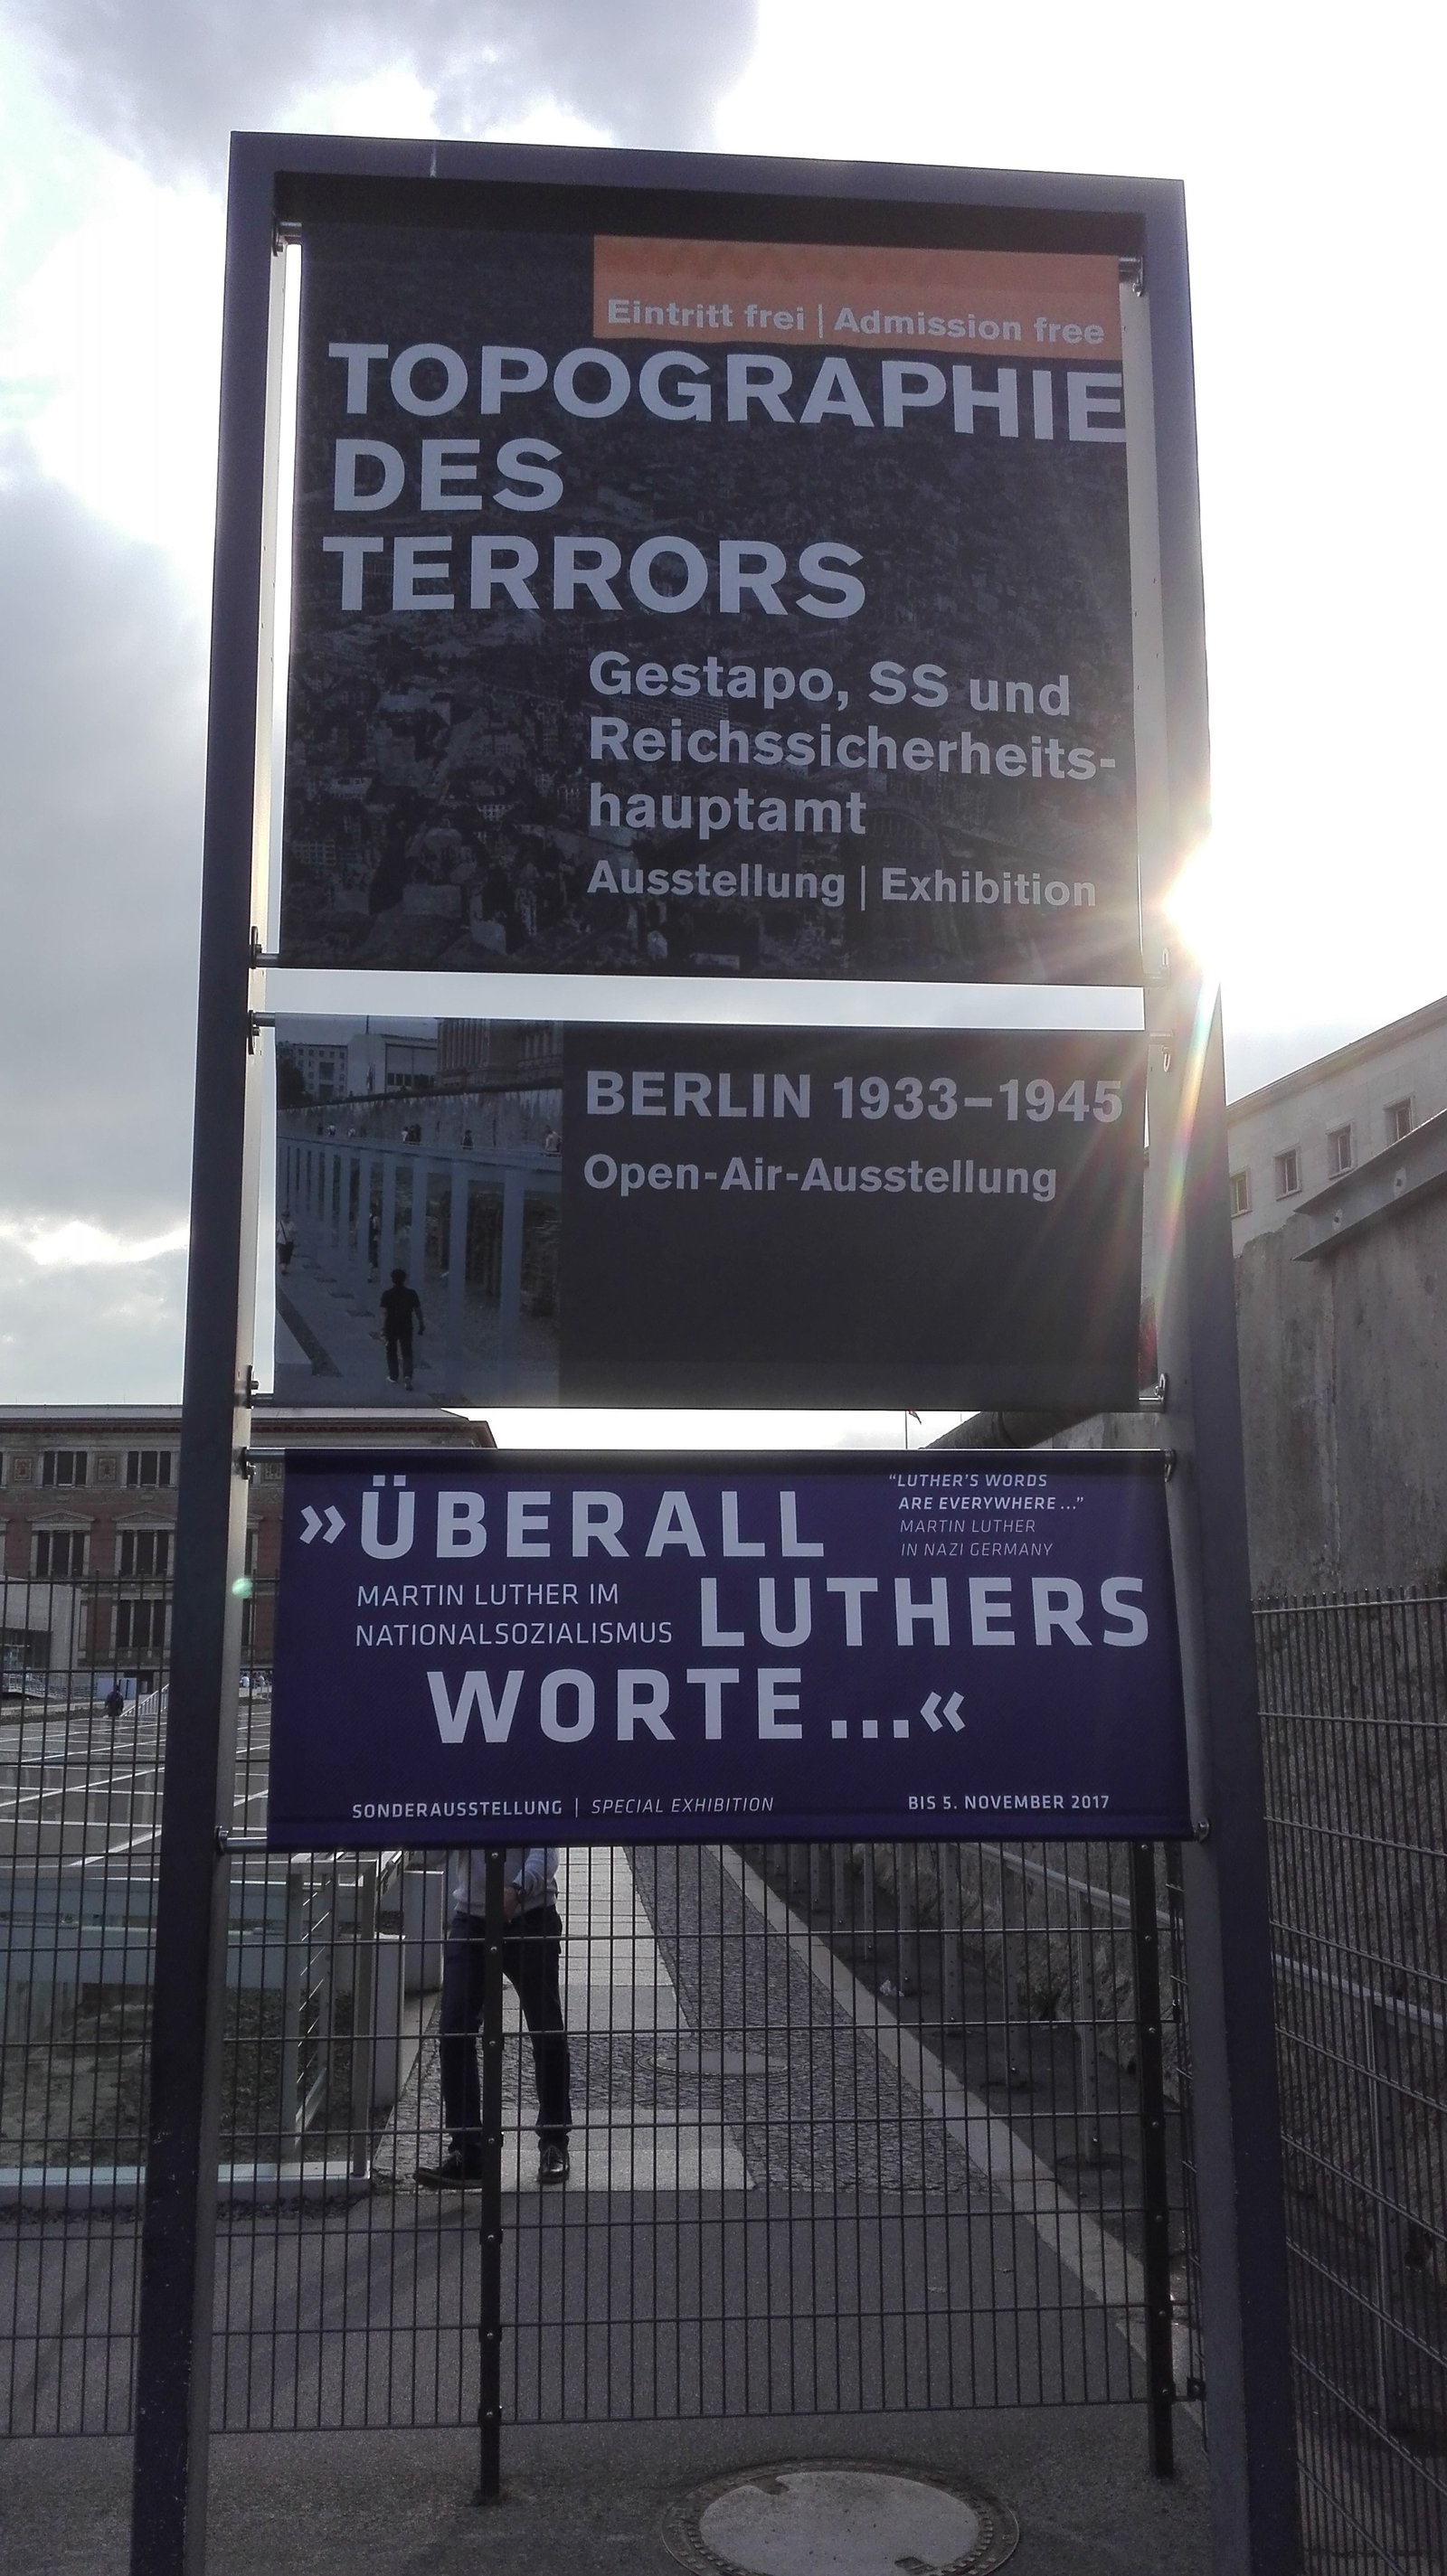 Eintritt frei | Admission free
TOPOGRAPHIE
DES
TERRORS
Gestapo, SS und
Reichssicherheits-
hauptamt
Ausstellung | Exhibition
BERLIN 1933–1945
Open-Air-Ausstellung
»ÜBERALL
"LUTHER'S WORDS
ARE EVERYWHERE ..."
MARTIN LUTHER
IN NAZI GERMANY
MARTIN LUTHER IM
NATIONALSOZIALISMUS
LUTHERS
WORTE...«
SONDERAUSSTELLUNG | SPECIAL EXHIBITION
BIS 5. NOVEMBER 2017